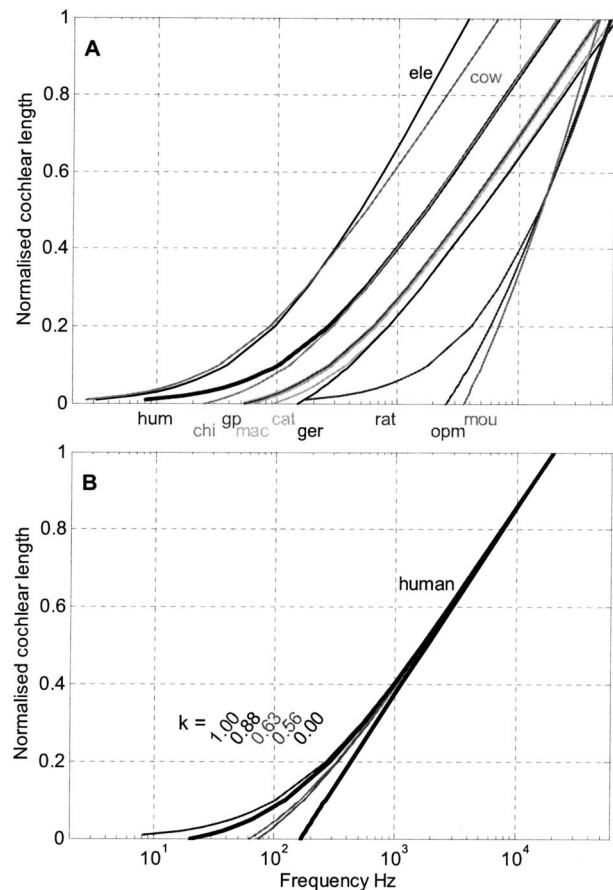 A
Normalised cochlear length
1
0.8
0.6
0.4
0.2
0
ele
cow
hum
chi
gp
mac
cat
ger
rat
opm
mou
B
Normalised cochlear length
1
0.8
0.6
0.4
0.2
0
human
k = 1.00 0.88 0.63 0.56 0.00
10¹ 10² 10³ 10⁴
Frequency Hz